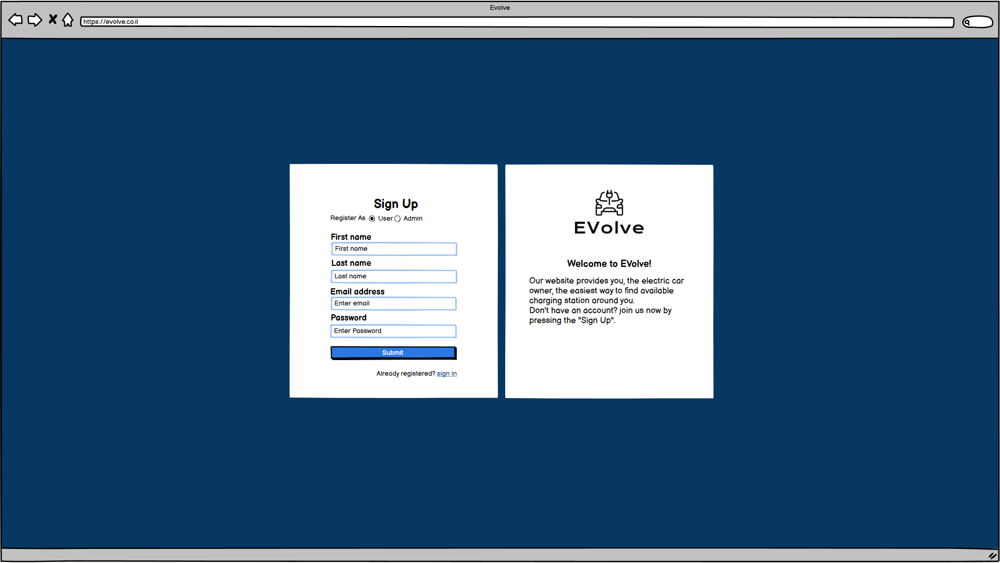 Evolve
https://evolve.co.il
Sign Up
Register As User Admin
First name
First name
Last name
Last name
Email address
Enter email
Password
Enter Password
Submit
Already registered? sign in
EVolve
Welcome to EVolve!
Our website provides you, the electric car
owner, the easiest way to find available
charging station around you.
Don't have an account? join us now by
pressing the "Sign Up".